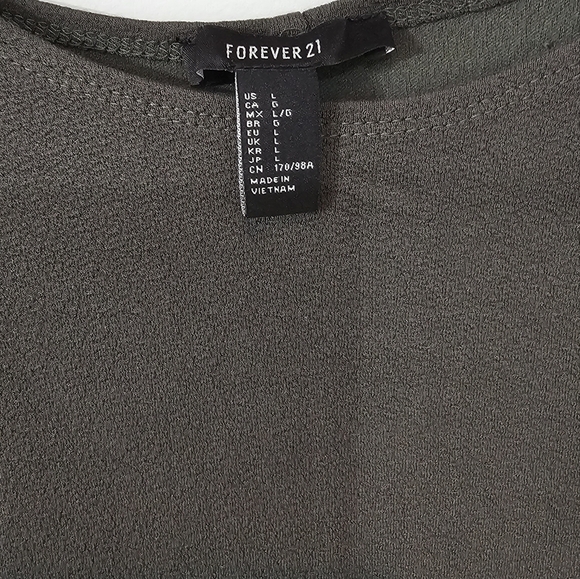 FOREVER 21
US L
CA G
MX L/G
BR G
EU L
UK L
KR L
JP L
CN 170/98A
MADE IN
VIETNAM